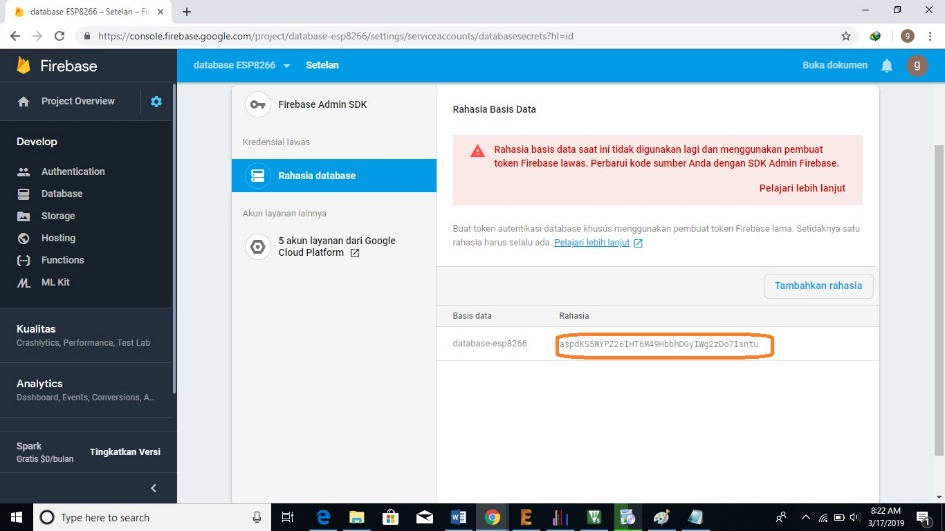 database ESP8266 – Setelan – Fir
https://console.firebase.google.com/project/database-esp8266/settings/serviceaccounts/databasesecrets?hl=id
g
Firebase
database ESP8266
Setelan
Buka dokumen
g
Project Overview
Develop
Authentication
Database
Storage
Hosting
Functions
ML Kit
Kualitas
Crashlytics, Performance, Test Lab
Analytics
Dashboard, Events, Conversions, A...
Spark
Gratis $0/bulan
Tingkatkan Versi
Firebase Admin SDK
Kredensial lawas
Rahasia database
Akun layanan lainnya
5 akun layanan dari Google
Cloud Platform
Rahasia Basis Data
Rahasia basis data saat ini tidak digunakan lagi dan menggunakan pembuat
token Firebase lawas. Perbarui kode sumber Anda dengan SDK Admin Firebase.
Pelajari lebih lanjut
Buat token autentikasi database khusus menggunakan pembuat token Firebase lama. Setidaknya satu
rahasia harus selalu ada. Pelajari lebih lanjut
Tambahkan rahasia
Basis data
Rahasia
database-esp8266
aspdKS5WYPZ26IHT6M49HbbhDGyIWg2zDo7Isntu
Type here to search
8:22 AM
3/17/2019